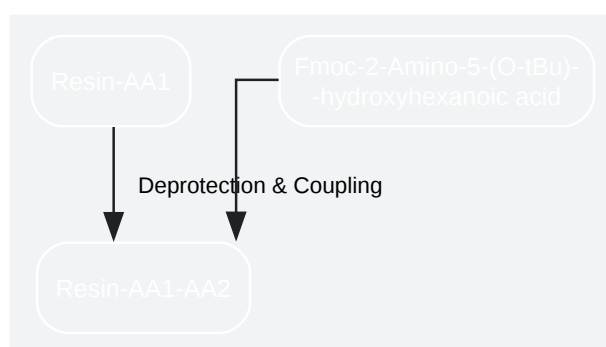 Resin-AA1
Fmoc-2-Amino-5-(O-tBu)-
-hydroxyhexanoic acid
Deprotection & Coupling
Resin-AA1-AA2